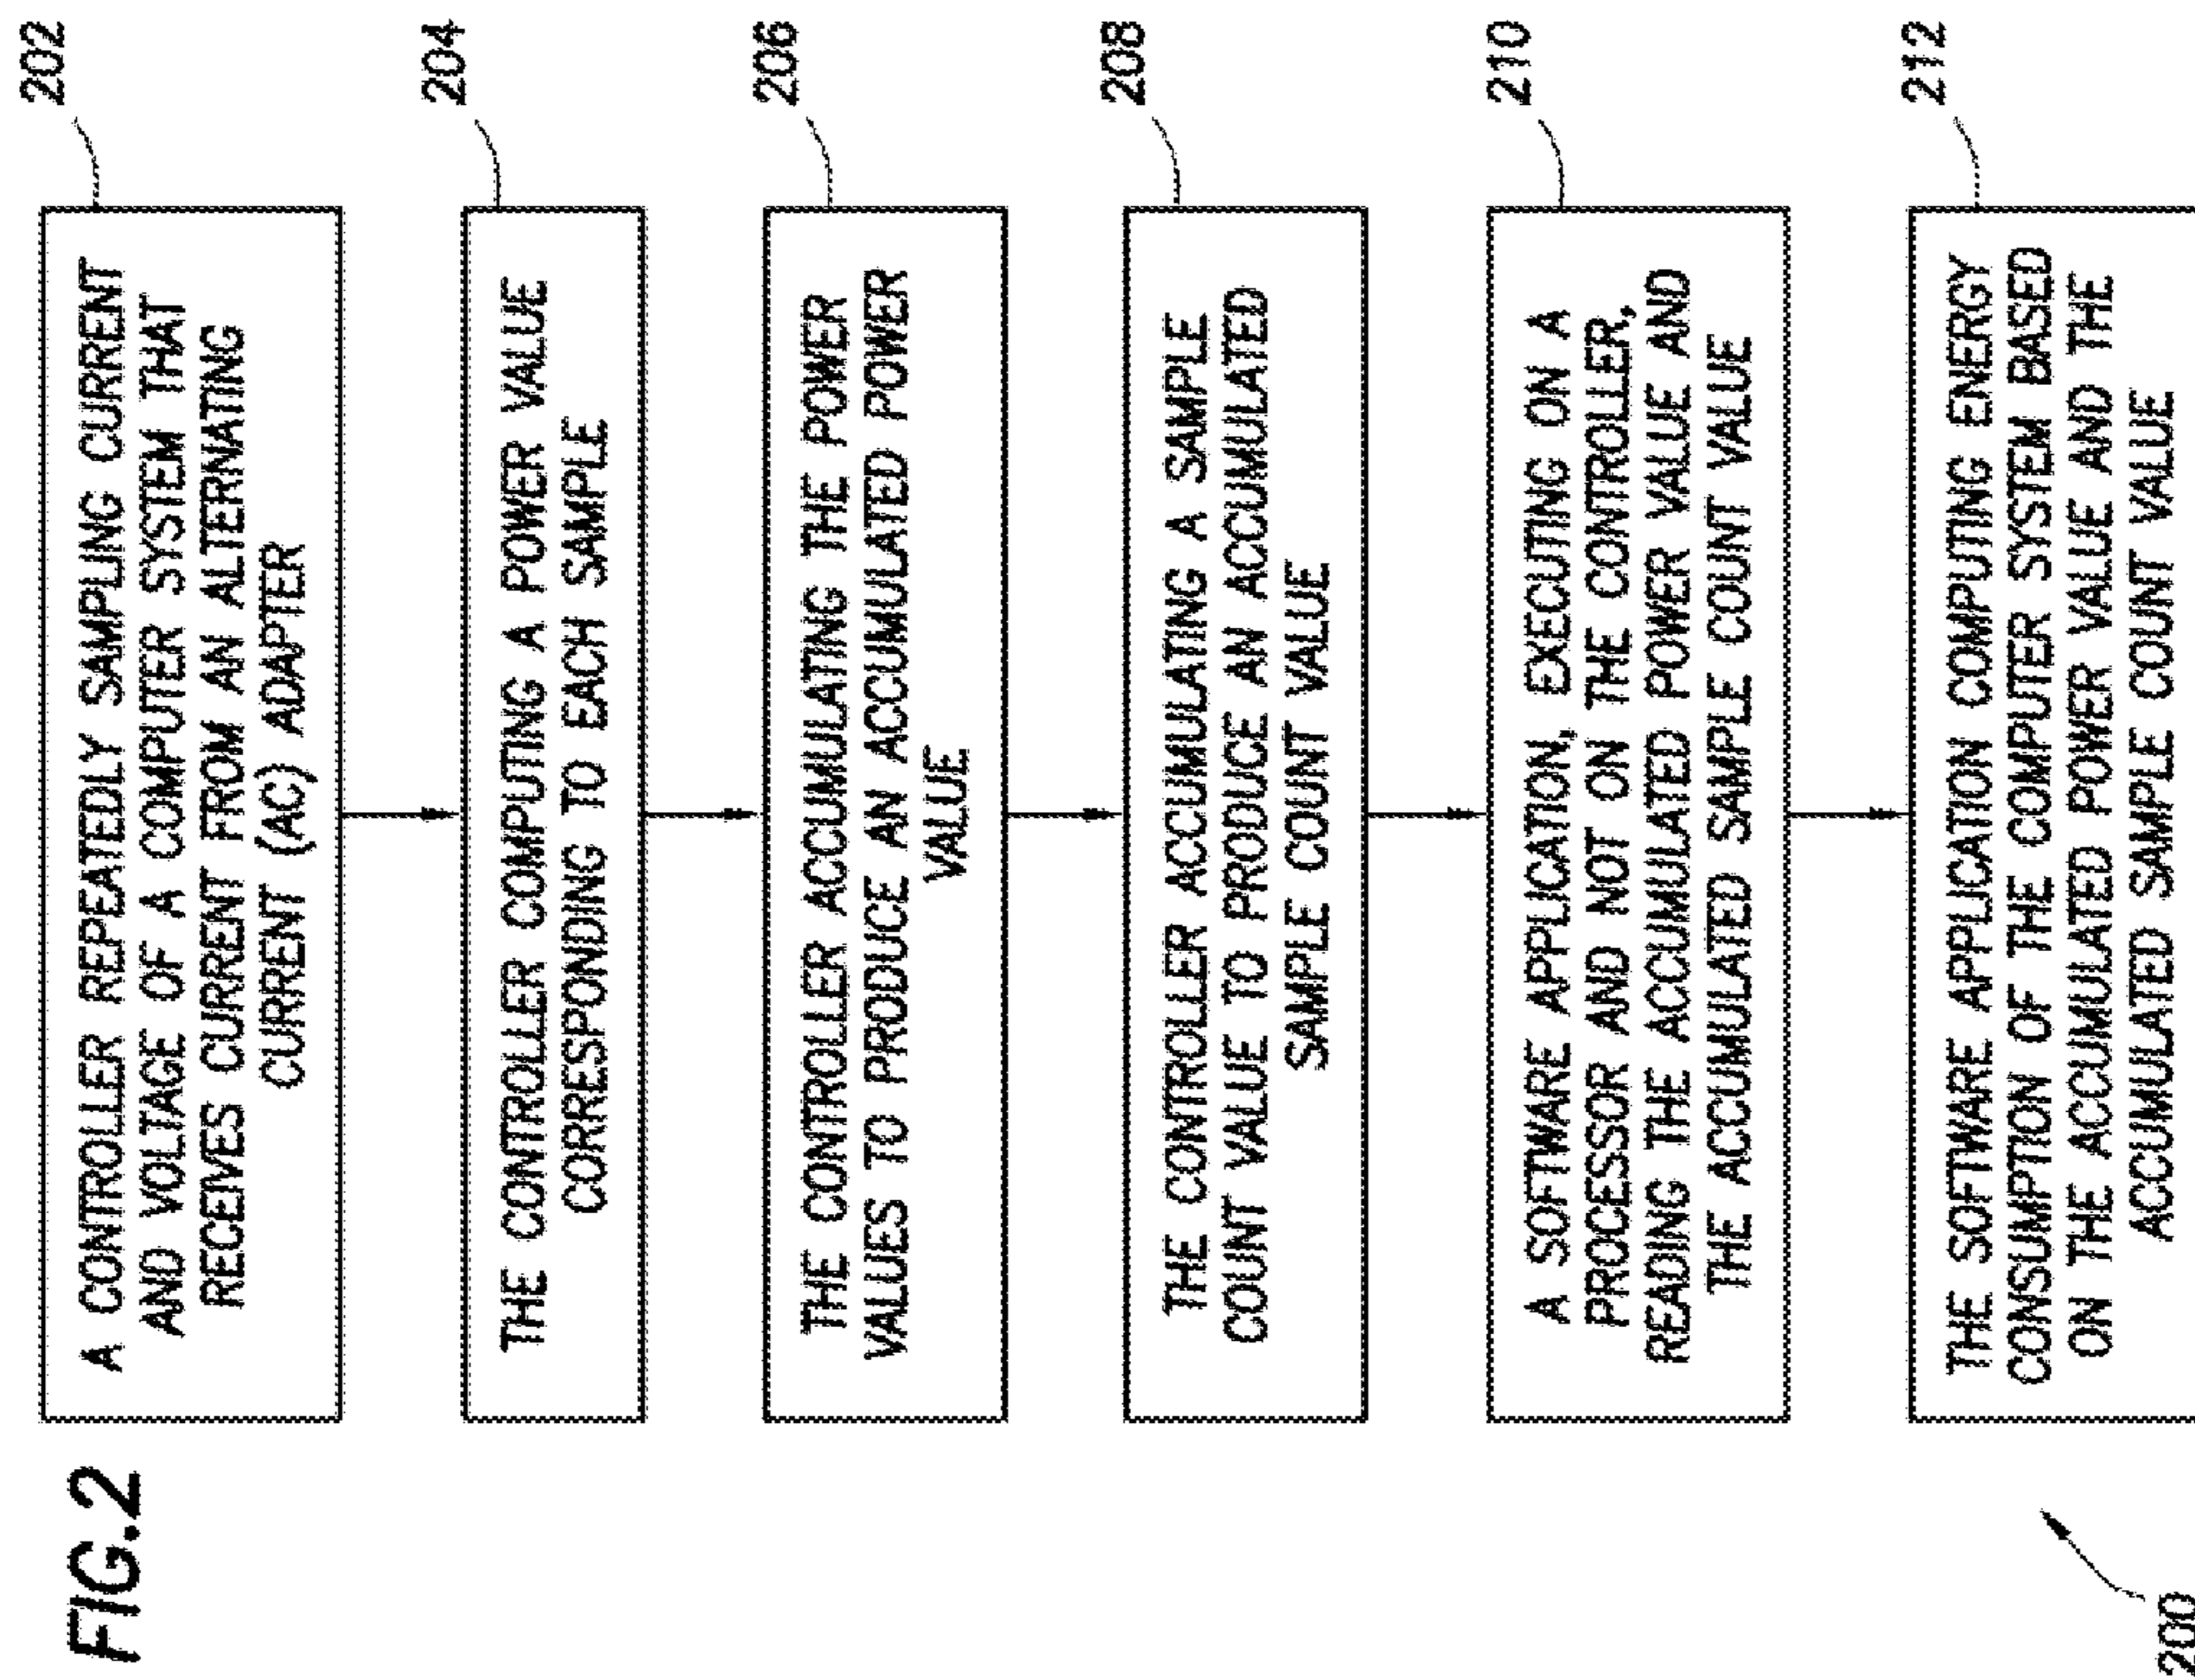 FIG.2
202
A CONTROLLER REPEATEDLY SAMPLING CURRENT
AND VOLTAGE OF A COMPUTER SYSTEM THAT
RECEIVES CURRENT FROM AN ALTERNATING
CURRENT (AC) ADAPTER
204
THE CONTROLLER COMPUTING A POWER VALUE
CORRESPONDING TO EACH SAMPLE
206
THE CONTROLLER ACCUMULATING THE POWER
VALUES TO PRODUCE AN ACCUMULATED POWER
VALUE
208
THE CONTROLLER ACCUMULATING A SAMPLE
COUNT VALUE TO PRODUCE AN ACCUMULATED
SAMPLE COUNT VALUE
210
A SOFTWARE APPLICATION, EXECUTING ON A
PROCESSOR AND NOT ON THE CONTROLLER,
READING THE ACCUMULATED POWER VALUE AND
THE ACCUMULATED SAMPLE COUNT VALUE
212
THE SOFTWARE APPLICATION COMPUTING ENERGY
CONSUMPTION OF THE COMPUTER SYSTEM BASED
ON THE ACCUMULATED POWER VALUE AND THE
ACCUMULATED SAMPLE COUNT VALUE
200